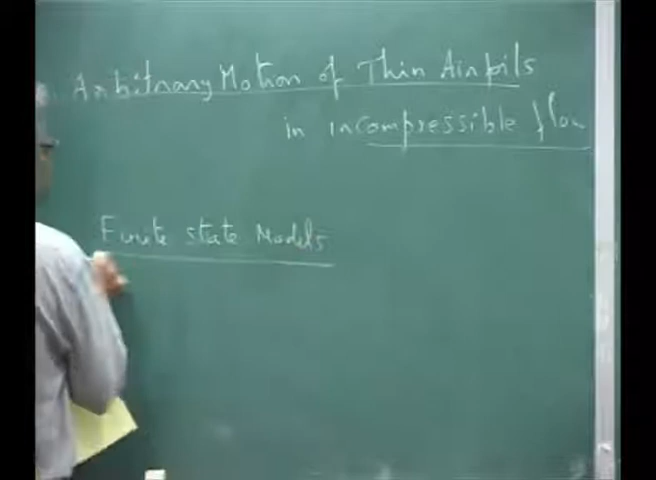 Arbitrary Motion of Thin Airfoils
in incompressible flow
Finite state Models